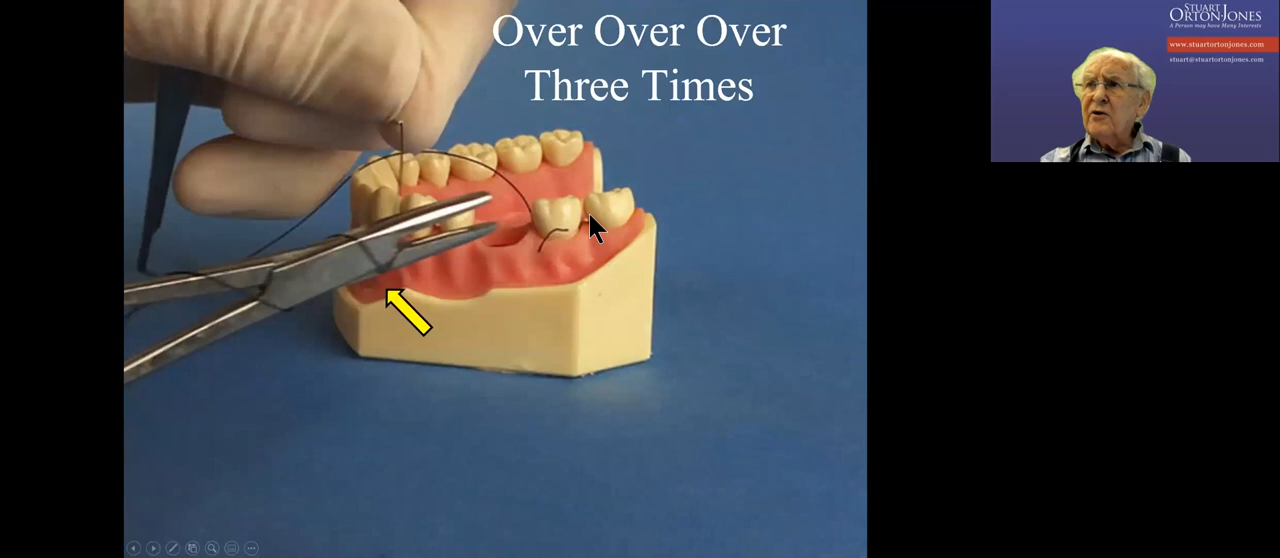 Over Over Over
Three Times
STUART
ORTON-JONES
A Person may have Many Interests
www.stuartortonjones.com
stuart@stuartortonjones.com